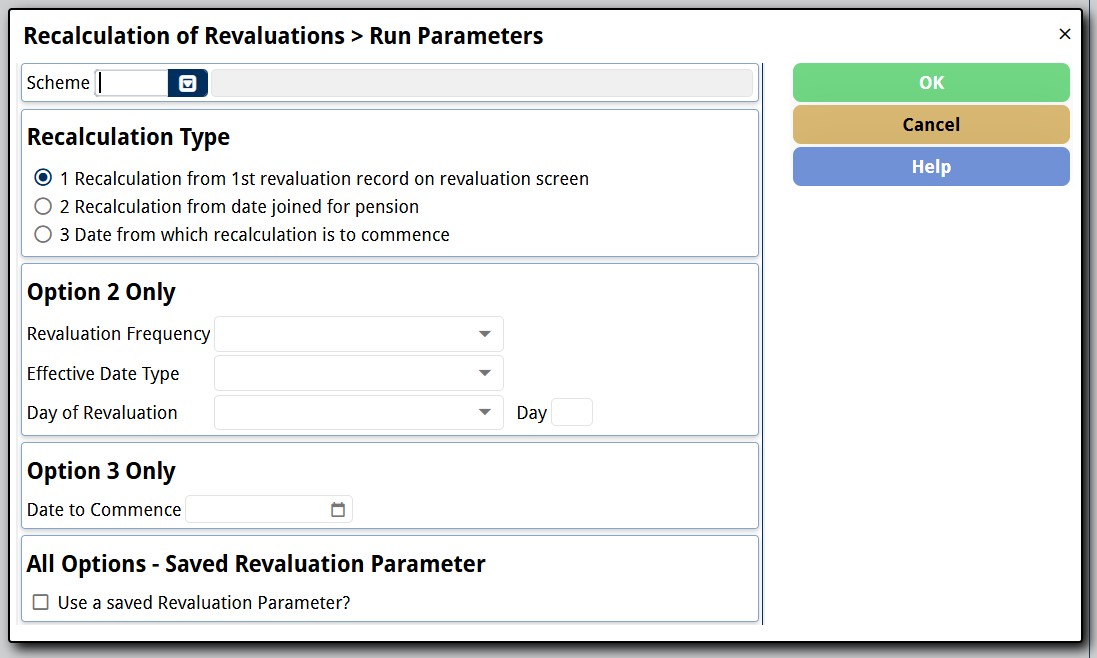 Recalculation of Revaluations > Run Parameters
Scheme
OK
Cancel
Help
Recalculation Type
1 Recalculation from 1st revaluation record on revaluation screen
2 Recalculation from date joined for pension
3 Date from which recalculation is to commence
Option 2 Only
Revaluation Frequency
Effective Date Type
Day of Revaluation Day
Option 3 Only
Date to Commence
All Options - Saved Revaluation Parameter
Use a saved Revaluation Parameter?